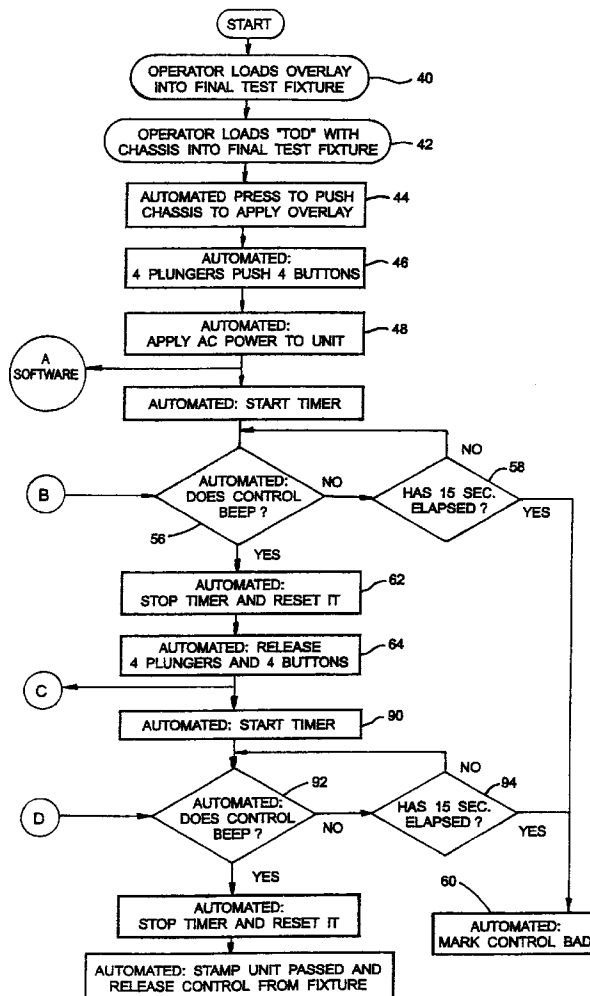 START
OPERATOR LOADS OVERLAY
INTO FINAL TEST FIXTURE
40
OPERATOR LOADS "TOD" WITH
CHASSIS INTO FINAL TEST FIXTURE
42
AUTOMATED PRESS TO PUSH
CHASSIS TO APPLY OVERLAY
44
AUTOMATED:
4 PLUNGERS PUSH 4 BUTTONS
46
AUTOMATED:
APPLY AC POWER TO UNIT
48
A
SOFTWARE
AUTOMATED: START TIMER
B
AUTOMATED:
DOES CONTROL
BEEP ?
56
NO
YES
HAS 15 SEC.
ELAPSED ?
58
NO
YES
AUTOMATED:
STOP TIMER AND RESET IT
62
AUTOMATED: RELEASE
4 PLUNGERS AND 4 BUTTONS
64
C
AUTOMATED: START TIMER
90
D
AUTOMATED:
DOES CONTROL
BEEP ?
92
NO
YES
HAS 15 SEC.
ELAPSED ?
94
NO
YES
AUTOMATED:
STOP TIMER AND RESET IT
60
AUTOMATED:
MARK CONTROL BAD
AUTOMATED: STAMP UNIT PASSED AND
RELEASE CONTROL FROM FIXTURE